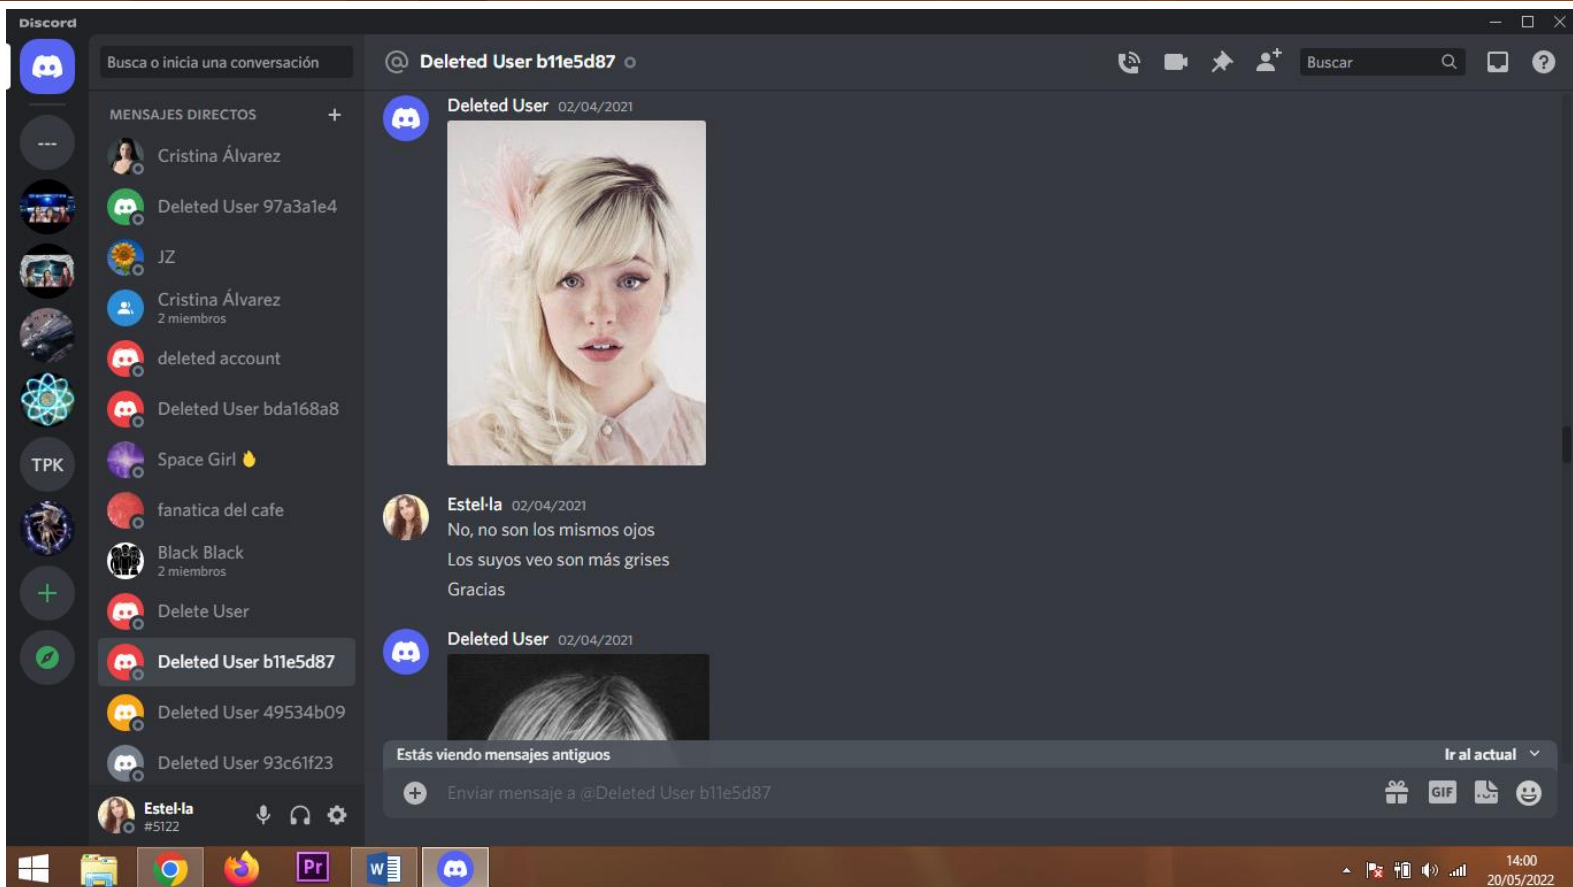 Discord
Busca o inicia una conversación
Deleted User b11e5d87
Buscar
MENSAJES DIRECTOS
Cristina Álvarez
Deleted User 97a3a1e4
JZ
Cristina Álvarez
2 miembros
deleted account
Deleted User bda168a8
Space Girl
fanatica del cafe
Black Black
2 miembros
Delete User
Deleted User b11e5d87
Deleted User 49534b09
Deleted User 93c61f23
Estel·la
#5122
---
TPK
Deleted User 02/04/2021
Estel·la 02/04/2021
No, no son los mismos ojos
Los suyos veo son más grises
Gracias
Deleted User 02/04/2021
Estás viendo mensajes antiguos
Ir al actual
Enviar mensaje a @Deleted User b11e5d87
GIF
Pr
W
14:00
20/05/2022